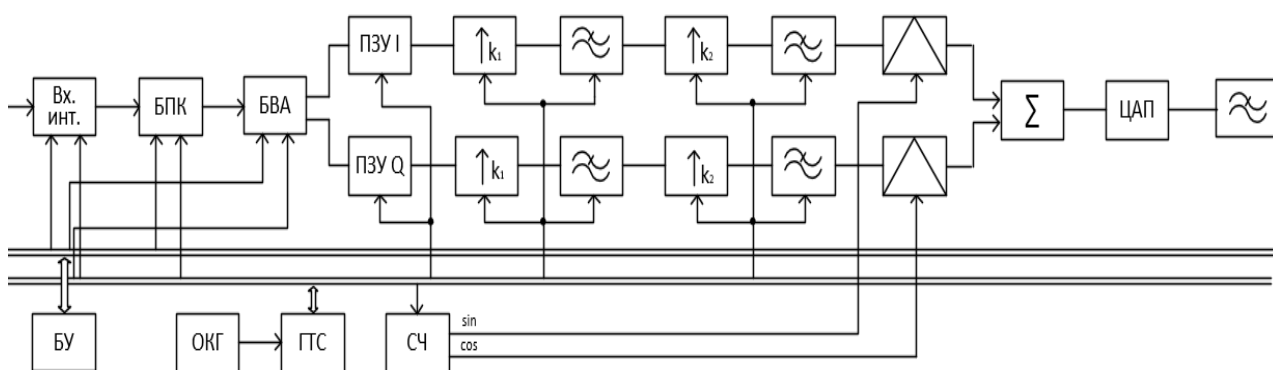 ПЗУ I
k₁
k₂
Вх.
инт.
БПК
БВА
Σ
ЦАП
ПЗУ Q
k₁
k₂
БУ
ОКГ
ГТС
СЧ
sin
cos